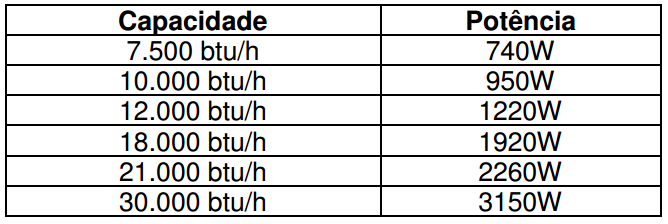 Capacidade Potência
7.500 btu/h 740W
10.000 btu/h 950W
12.000 btu/h 1220W
18.000 btu/h 1920W
21.000 btu/h 2260W
30.000 btu/h 3150W